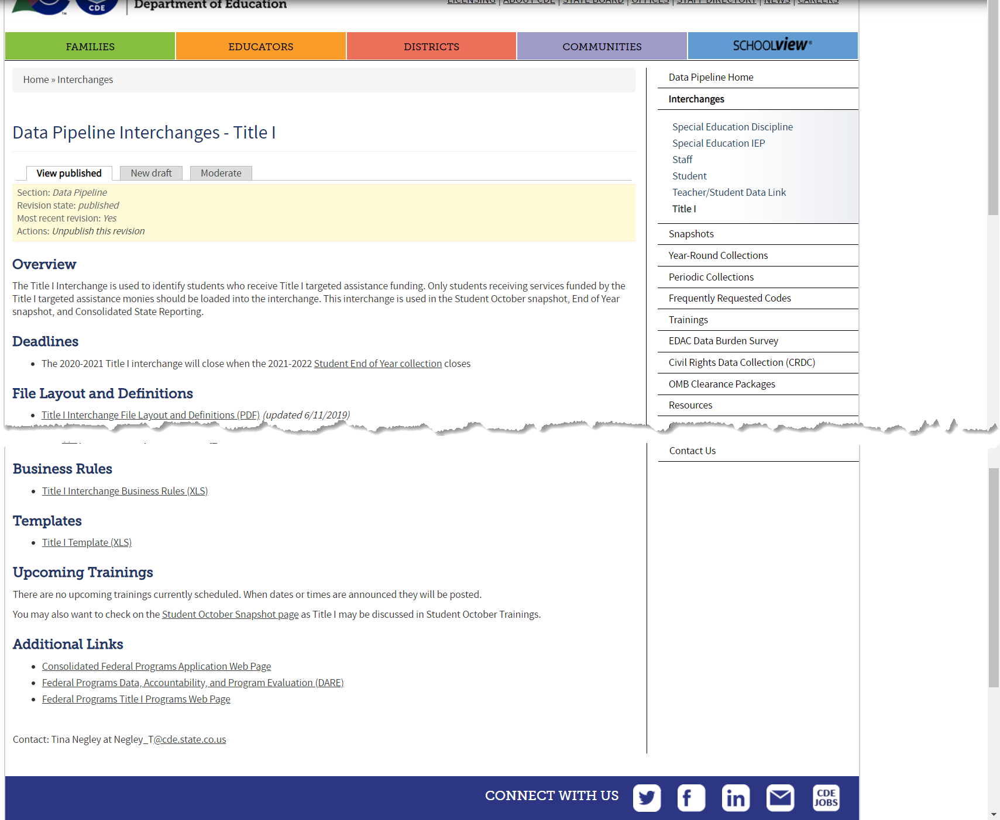 CDE
Department of Education
LICENSING | ABOUT CDE | STATE BOARD | OFFICES | STAFF DIRECTORY | NEWS | CAREERS
FAMILIES
EDUCATORS
DISTRICTS
COMMUNITIES
SCHOOLVIEW®
Home » Interchanges
Data Pipeline Interchanges - Title I
View published
New draft
Moderate
Section: Data Pipeline
Revision state: published
Most recent revision: Yes
Actions: Unpublish this revision
Overview
The Title I Interchange is used to identify students who receive Title I targeted assistance funding. Only students receiving services funded by the
Title I targeted assistance monies should be loaded into the interchange. This interchange is used in the Student October snapshot, End of Year
snapshot, and Consolidated State Reporting.
Deadlines
• The 2020-2021 Title I interchange will close when the 2021-2022 Student End of Year collection closes
File Layout and Definitions
• Title I Interchange File Layout and Definitions (PDF) (updated 6/11/2019)
Business Rules
• Title I Interchange Business Rules (XLS)
Templates
• Title I Template (XLS)
Upcoming Trainings
There are no upcoming trainings currently scheduled. When dates or times are announced they will be posted.
You may also want to check on the Student October Snapshot page as Title I may be discussed in Student October Trainings.
Additional Links
• Consolidated Federal Programs Application Web Page
• Federal Programs Data, Accountability, and Program Evaluation (DARE)
• Federal Programs Title I Programs Web Page
Contact: Tina Negley at Negley_T@cde.state.co.us
Data Pipeline Home
Interchanges
Special Education Discipline
Special Education IEP
Staff
Student
Teacher/Student Data Link
Title I
Snapshots
Year-Round Collections
Periodic Collections
Frequently Requested Codes
Trainings
EDAC Data Burden Survey
Civil Rights Data Collection (CRDC)
OMB Clearance Packages
Resources
Contact Us
CONNECT WITH US
CDE
JOBS